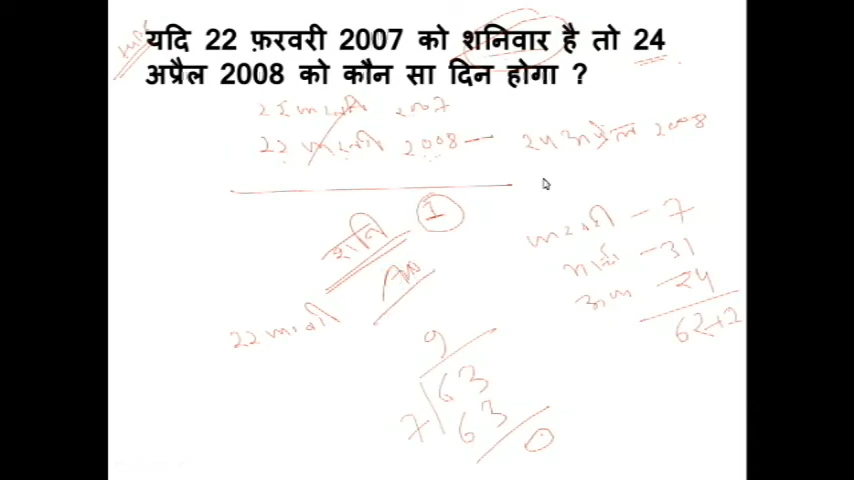 यदि 22 फ़रवरी 2007 को शनिवार है तो 24
अप्रैल 2008 को कौन सा दिन होगा ?
22 फरवरी 2007
22 फरवरी 2008 — 24 अप्रैल 2008
शनि 1
फरवरी - 7
मार्च - 31
24
62+2
22 फरवरी
9
7 63
63
0